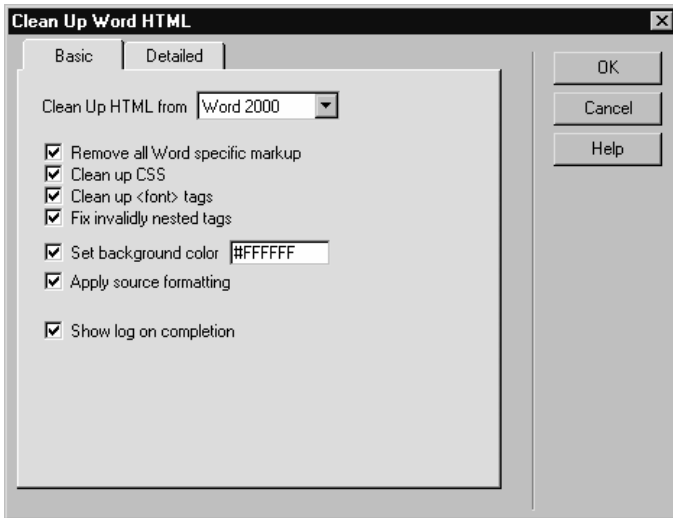 Clean Up Word HTML
Basic Detailed
OK
Clean Up HTML from Word 2000
Cancel
Help
Remove all Word specific markup
Clean up CSS
Clean up <font> tags
Fix invalidly nested tags
Set background color #FFFFFF
Apply source formatting
Show log on completion